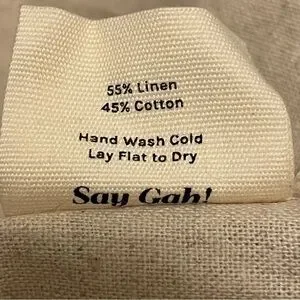 55% Linen
45% Cotton
Hand Wash Cold
Lay Flat to Dry
Say Gah!